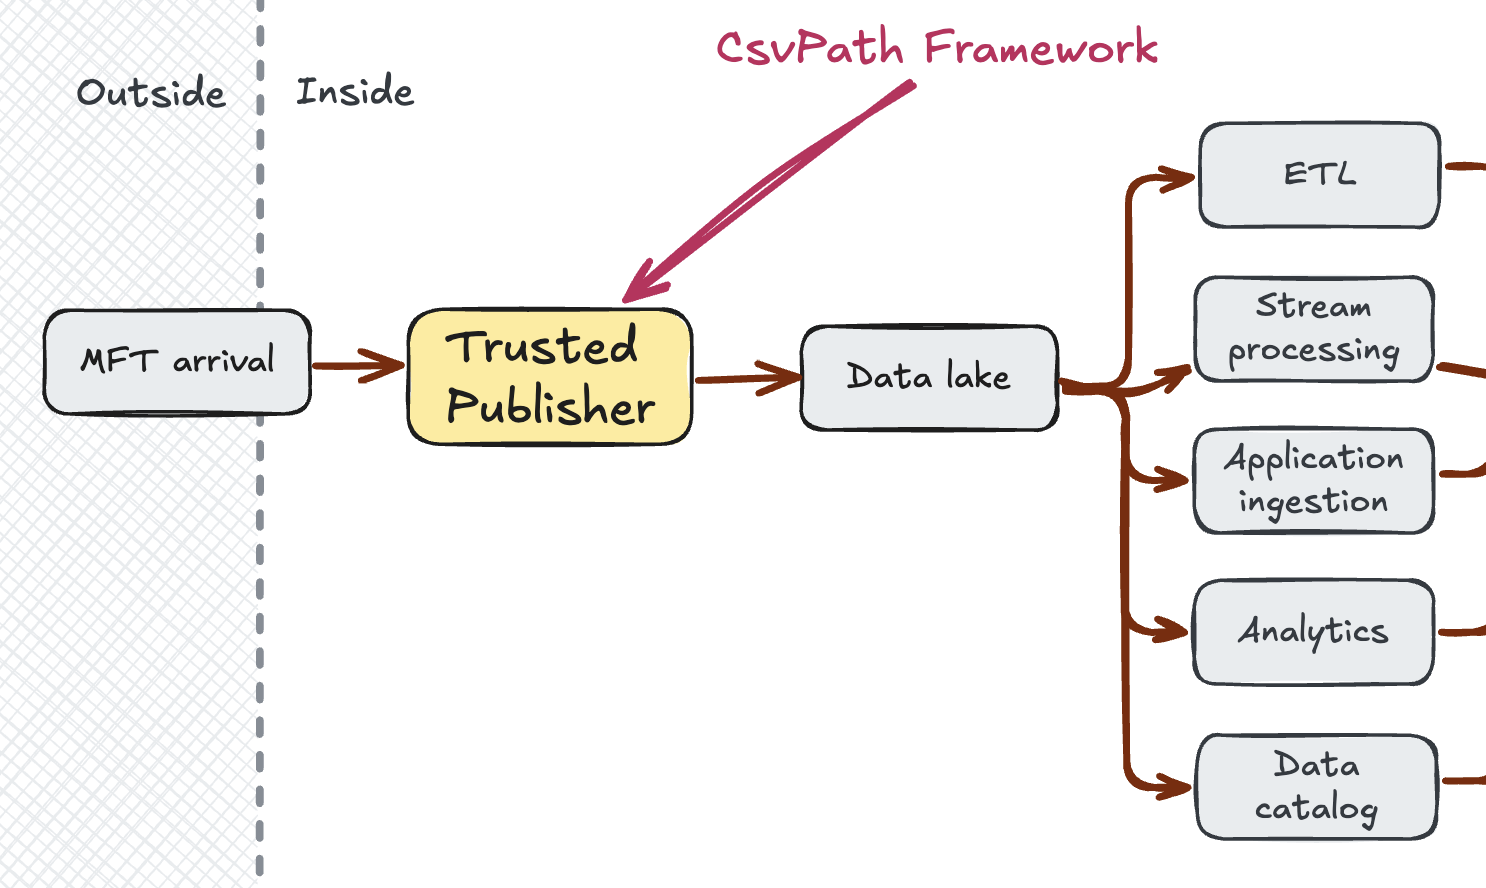 CsvPath Framework
Outside
Inside
ETL
Stream
processing
MFT arrival
Trusted
Publisher
Data lake
Application
ingestion
Analytics
Data
catalog